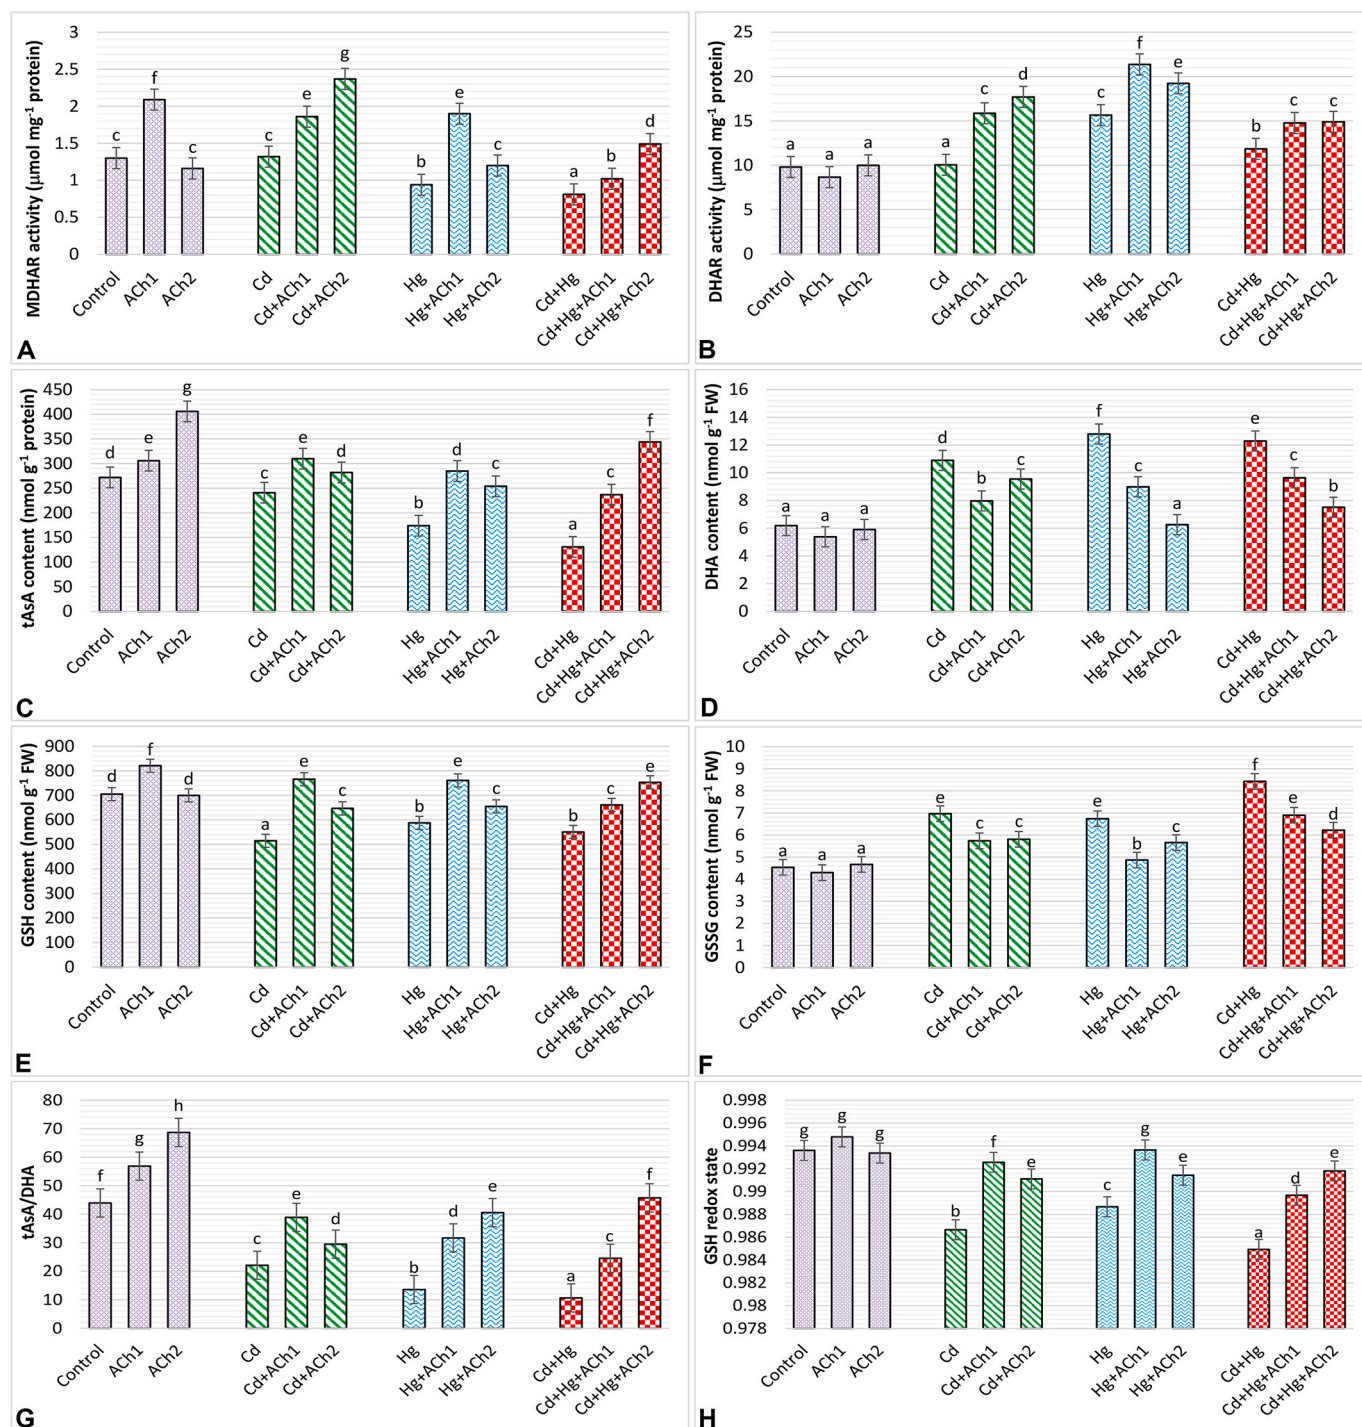 MDHAR activity (µmol mg-1 protein)
3
2.5
2
1.5
1
0.5
0
c f c c e g b e c a b d
Control ACh1 ACh2 Cd Cd+ACh1 Cd+ACh2 Hg Hg+ACh1 Hg+ACh2 Cd+Hg Cd+Hg+ACh1 Cd+Hg+ACh2
A
DHAR activity (µmol mg-1 protein)
25
20
15
10
5
0
a a a a c d c f e b c c
Control ACh1 ACh2 Cd Cd+ACh1 Cd+ACh2 Hg Hg+ACh1 Hg+ACh2 Cd+Hg Cd+Hg+ACh1 Cd+Hg+ACh2
B
tAsA content (nmol g-1 protein)
450
400
350
300
250
200
150
100
50
0
d e g c e d b d c a c f
Control ACh1 ACh2 Cd Cd+ACh1 Cd+ACh2 Hg Hg+ACh1 Hg+ACh2 Cd+Hg Cd+Hg+ACh1 Cd+Hg+ACh2
C
DHA content (nmol g-1 FW)
16
14
12
10
8
6
4
2
0
a a a d b c f c a e c b
Control ACh1 ACh2 Cd Cd+ACh1 Cd+ACh2 Hg Hg+ACh1 Hg+ACh2 Cd+Hg Cd+Hg+ACh1 Cd+Hg+ACh2
D
GSH content (nmol g-1 FW)
900
800
700
600
500
400
300
200
100
0
d f d a e c b e c b c e
Control ACh1 ACh2 Cd Cd+ACh1 Cd+ACh2 Hg Hg+ACh1 Hg+ACh2 Cd+Hg Cd+Hg+ACh1 Cd+Hg+ACh2
E
GSSG content (nmol g-1 FW)
10
9
8
7
6
5
4
3
2
1
0
a a a e c c e b c f e d
Control ACh1 ACh2 Cd Cd+ACh1 Cd+ACh2 Hg Hg+ACh1 Hg+ACh2 Cd+Hg Cd+Hg+ACh1 Cd+Hg+ACh2
F
tAsA/DHA
80
70
60
50
40
30
20
10
0
f g h c e d b d e a c f
Control ACh1 ACh2 Cd Cd+ACh1 Cd+ACh2 Hg Hg+ACh1 Hg+ACh2 Cd+Hg Cd+Hg+ACh1 Cd+Hg+ACh2
G
GSH redox state
0.998
0.996
0.994
0.992
0.99
0.988
0.986
0.984
0.982
0.98
0.978
g g g b f e c g e a d e
Control ACh1 ACh2 Cd Cd+ACh1 Cd+ACh2 Hg Hg+ACh1 Hg+ACh2 Cd+Hg Cd+Hg+ACh1 Cd+Hg+ACh2
H